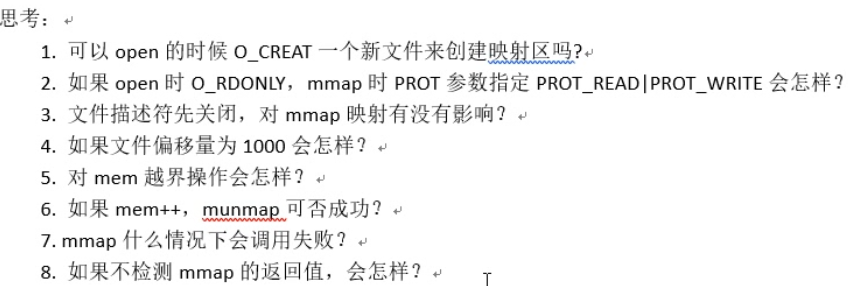 思考：
1. 可以 open 的时候 O_CREAT 一个新文件来创建映射区吗?
2. 如果 open 时 O_RDONLY，mmap 时 PROT 参数指定 PROT_READ|PROT_WRITE 会怎样？
3. 文件描述符先关闭，对 mmap 映射有没有影响？
4. 如果文件偏移量为 1000 会怎样？
5. 对 mem 越界操作会怎样？
6. 如果 mem++，munmap 可否成功？
7. mmap 什么情况下会调用失败？
8. 如果不检测 mmap 的返回值，会怎样？